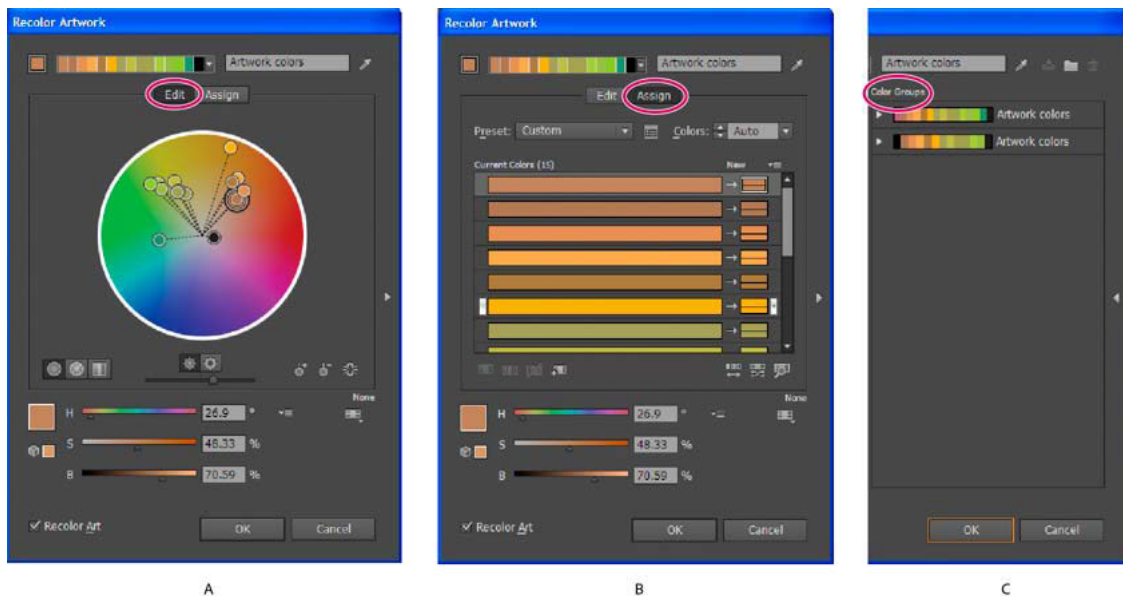 Recolor Artwork
Artwork colors
Edit Assign
H 26.9 °
None
S 48.33 %
B 70.59 %
Recolor Art OK Cancel
A
Recolor Artwork
Artwork colors
Edit Assign
Preset: Custom Colors: Auto
Current Colors (15) New
H 26.9 °
None
S 48.33 %
B 70.59 %
Recolor Art OK Cancel
B
Artwork colors
Color Groups
Artwork colors
Artwork colors
OK Cancel
C